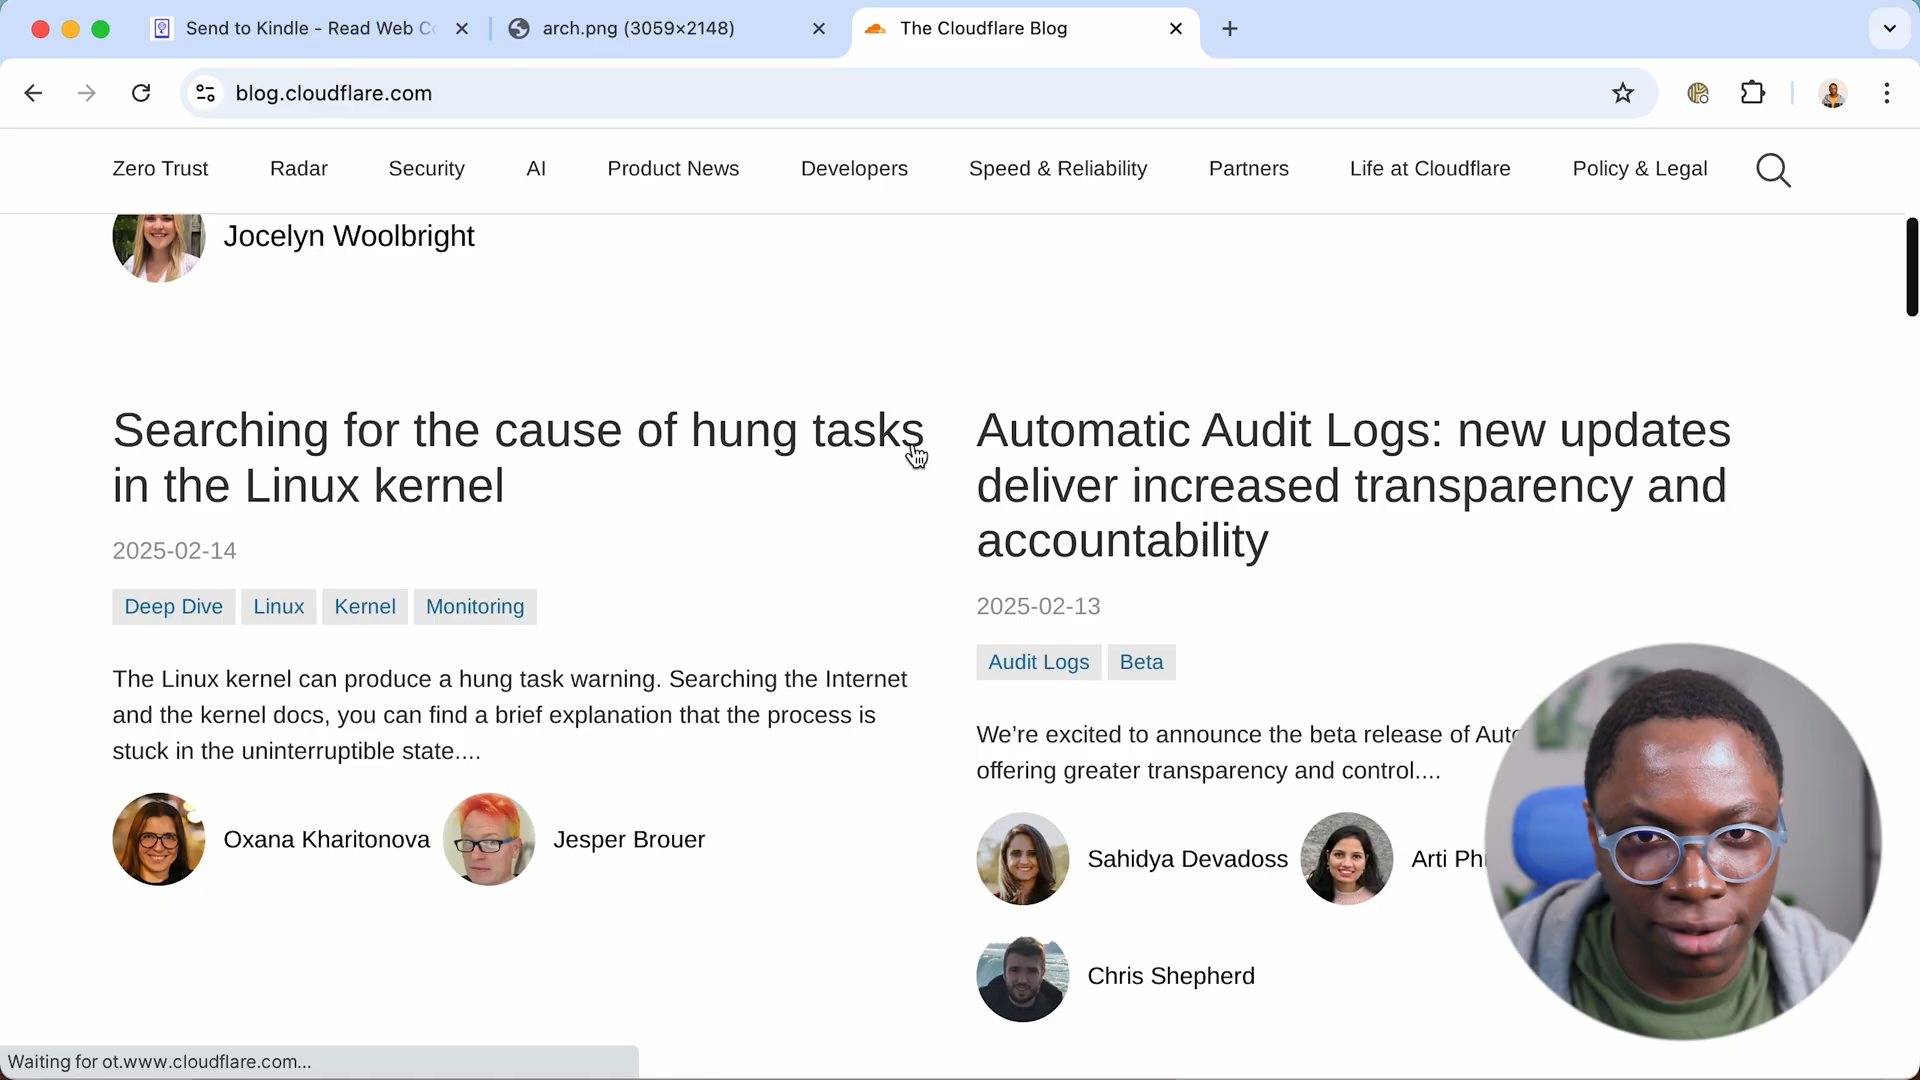 Send to Kindle - Read Web C
arch.png (3059×2148)
The Cloudflare Blog
blog.cloudflare.com
Zero Trust
Radar
Security
AI
Product News
Developers
Speed & Reliability
Partners
Life at Cloudflare
Policy & Legal
Jocelyn Woolbright
Searching for the cause of hung tasks
in the Linux kernel
2025-02-14
Deep Dive
Linux
Kernel
Monitoring
The Linux kernel can produce a hung task warning. Searching the Internet
and the kernel docs, you can find a brief explanation that the process is
stuck in the uninterruptible state....
Oxana Kharitonova
Jesper Brouer
Automatic Audit Logs: new updates
deliver increased transparency and
accountability
2025-02-13
Audit Logs
Beta
We’re excited to announce the beta release of
offering greater transparency and control....
Sahidya Devadoss
Arti
Chris Shepherd
Waiting for ot.www.cloudflare.com...